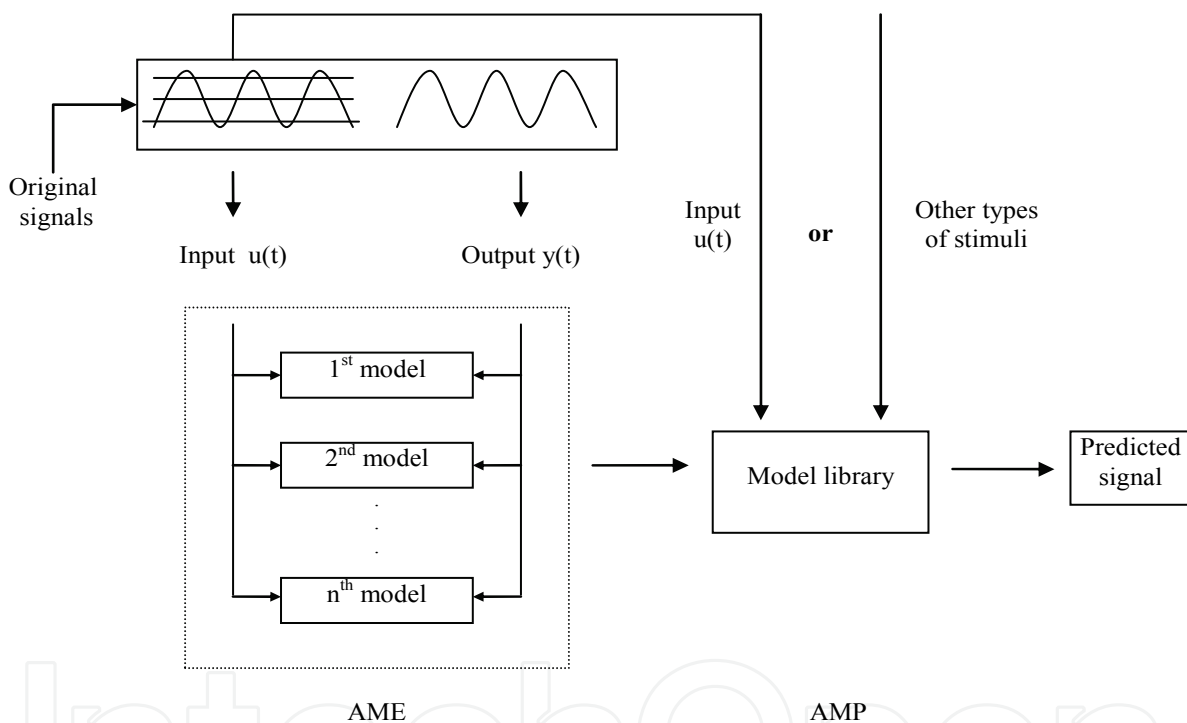 Original
signals
Input u(t)
Output y(t)
Input
u(t)
or
Other types
of stimuli
1st model
2nd model
.
.
.
nth model
Model library
Predicted
signal
AME
AMP